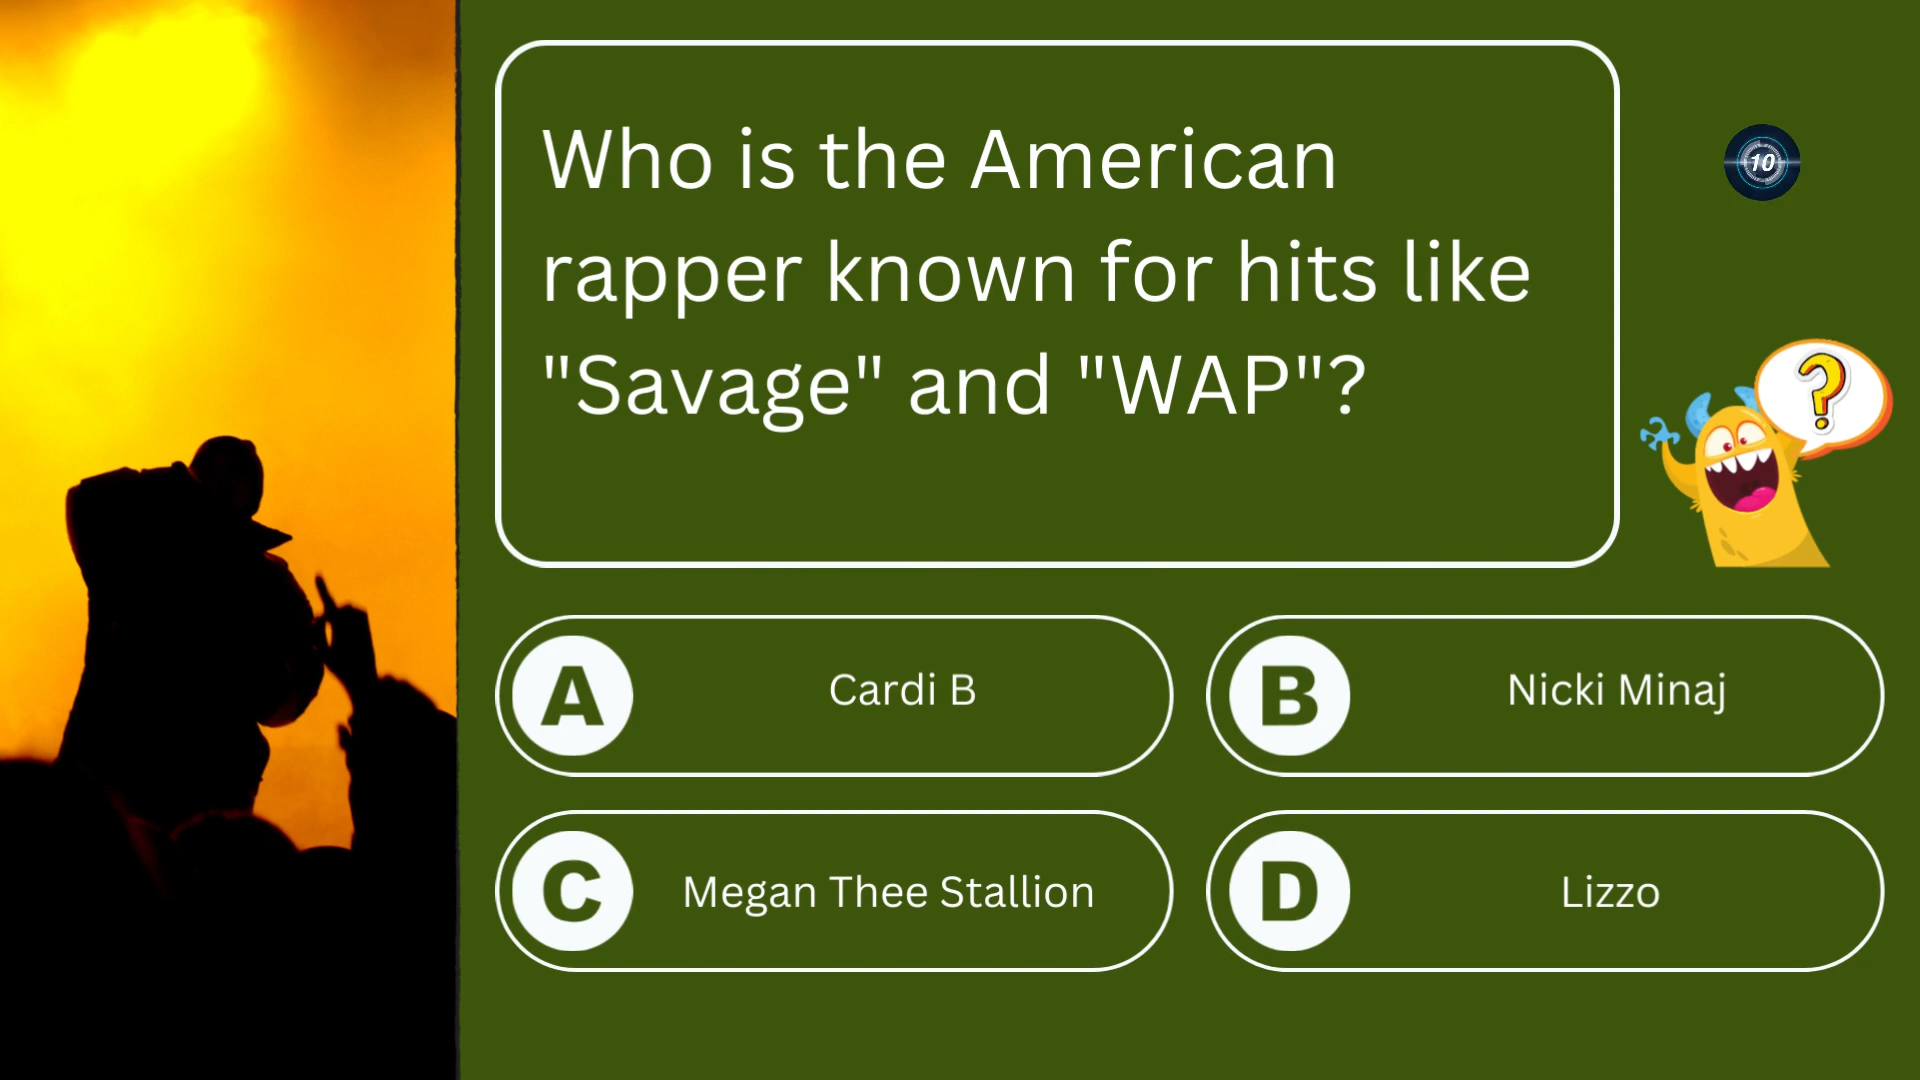 Who is the American
rapper known for hits like
"Savage" and "WAP"?
10
?
A Cardi B
B Nicki Minaj
C Megan Thee Stallion
D Lizzo